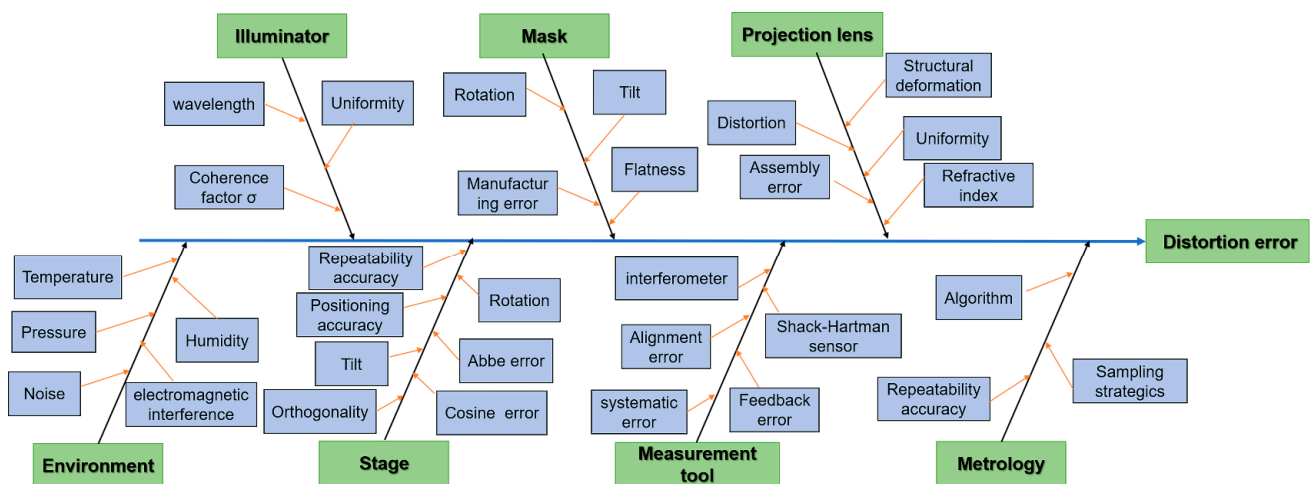 Illuminator
Mask
Projection lens
wavelength
Uniformity
Coherence
factor σ
Rotation
Tilt
Manufactur
ing error
Flatness
Structural
deformation
Distortion
Uniformity
Assembly
error
Refractive
index
Distortion error
Temperature
Pressure
Humidity
Noise
electromagnetic
interference
Environment
Repeatability
accuracy
Positioning
accuracy
Rotation
Tilt
Abbe error
Orthogonality
Cosine error
Stage
interferometer
Shack-Hartman
sensor
Alignment
error
systematic
error
Feedback
error
Measurement
tool
Algorithm
Sampling
strategics
Repeatability
accuracy
Metrology